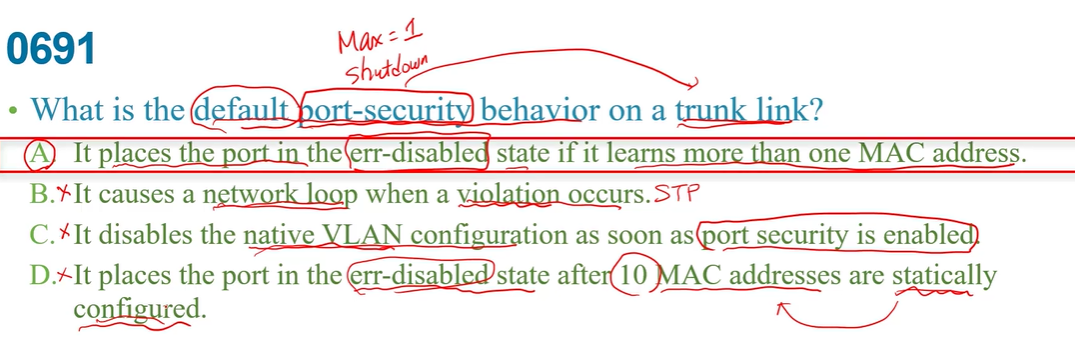 0691
Max = 1
shutdown
• What is the default port-security behavior on a trunk link?
A. It places the port in the err-disabled state if it learns more than one MAC address.
B. × It causes a network loop when a violation occurs. STP
C. × It disables the native VLAN configuration as soon as port security is enabled.
D. × It places the port in the err-disabled state after 10 MAC addresses are statically
configured.